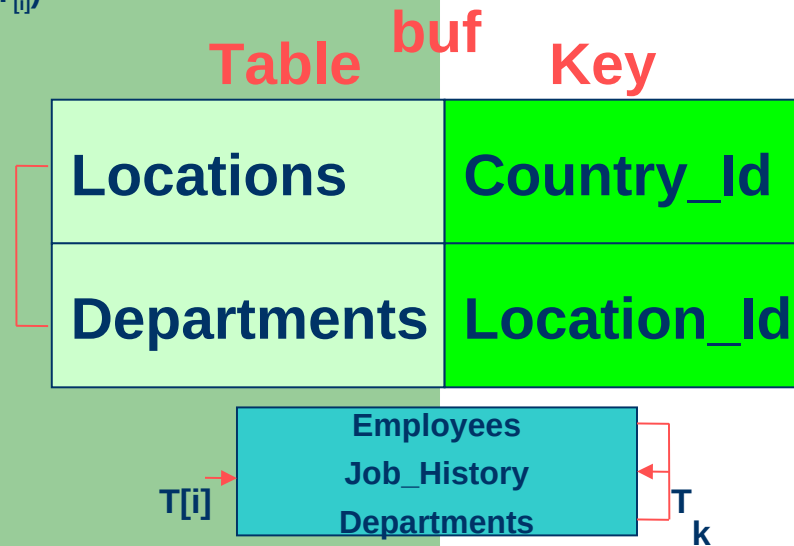 buf
Table Key
Locations Country_Id
Departments Location_Id
Employees
Job_History
T[i] Departments T
k